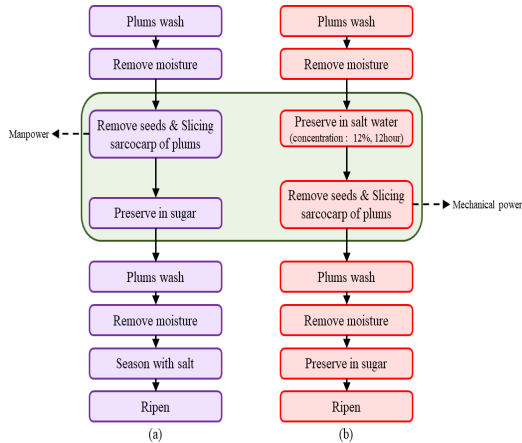 Plums wash
Remove moisture
Manpower
Remove seeds & Slicing
sarcocarp of plums
Preserve in sugar
Plums wash
Remove moisture
Season with salt
Ripen
(a)
Plums wash
Remove moisture
Preserve in salt water
(concentration : 12%, 12hour)
Remove seeds & Slicing
sarcocarp of plums
Mechanical power
Plums wash
Remove moisture
Preserve in sugar
Ripen
(b)